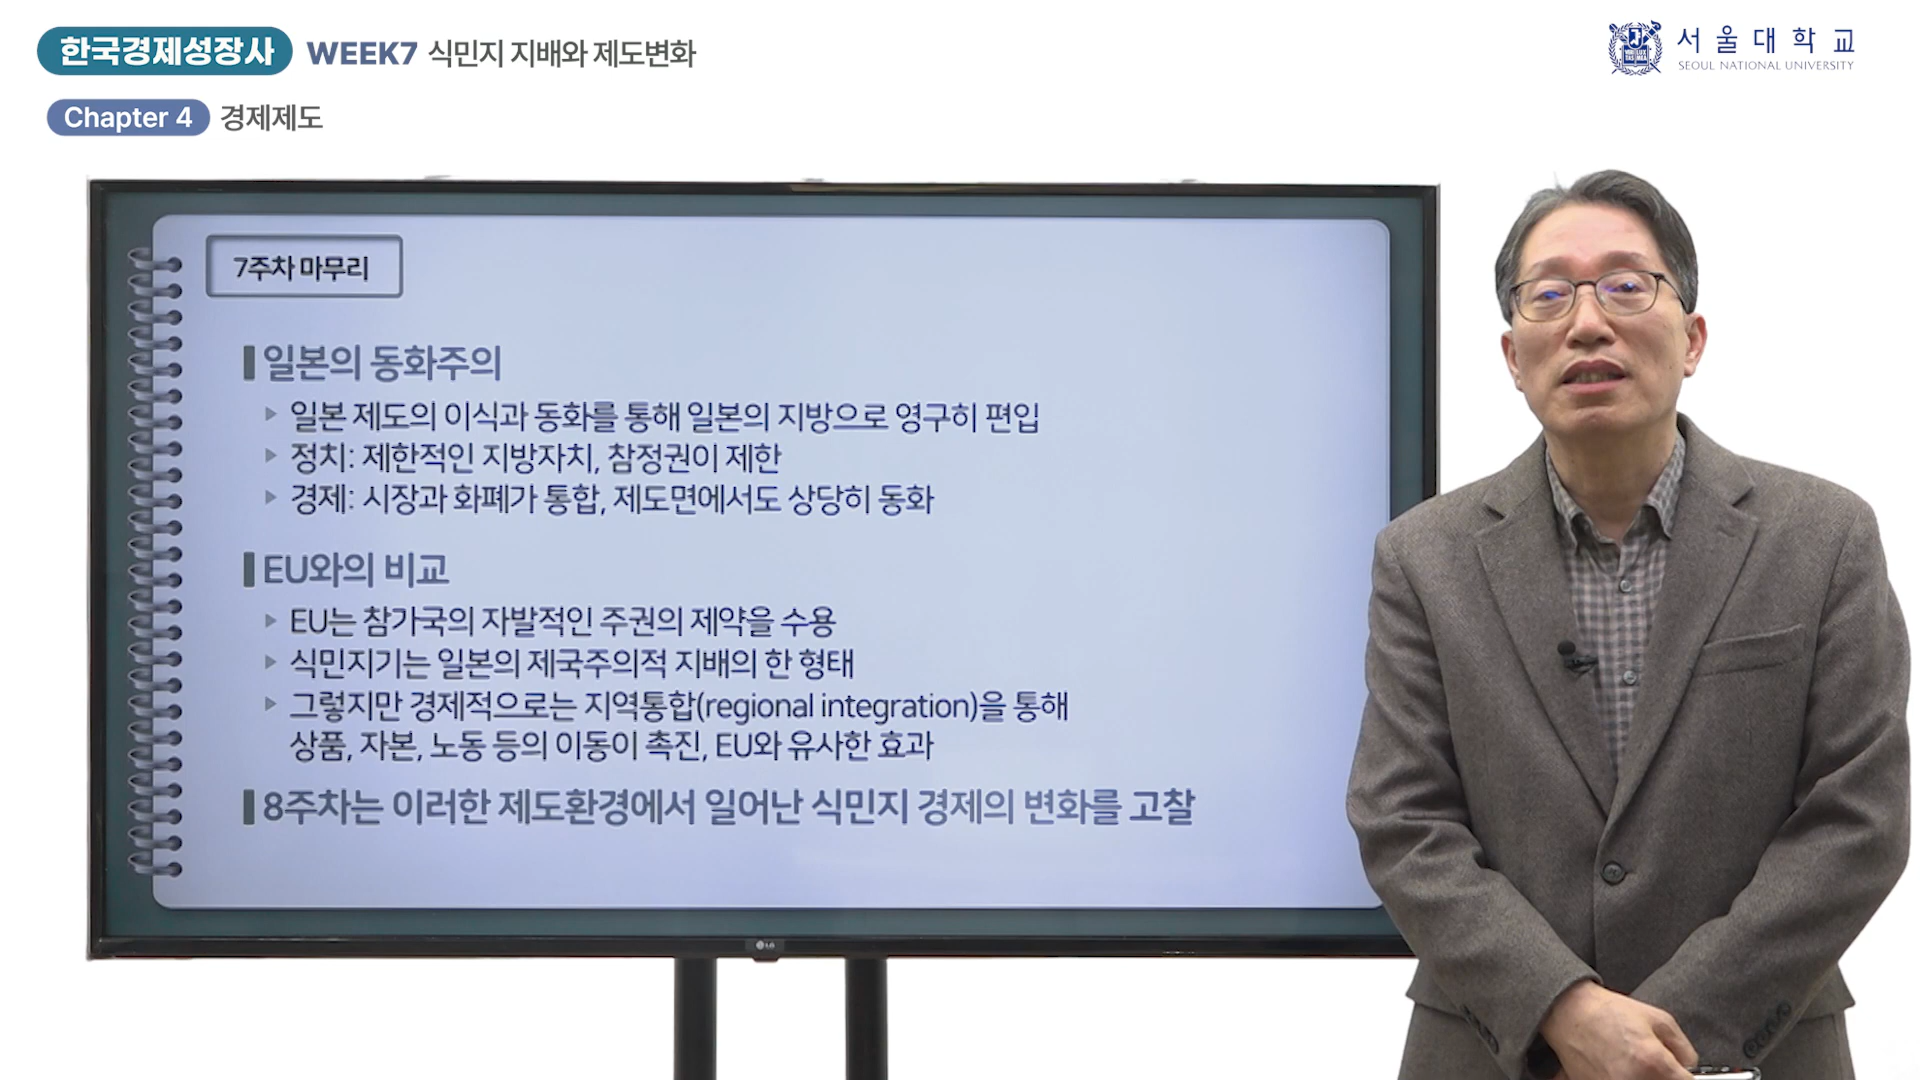 한국경제성장사 WEEK7 식민지 지배와 제도변화
서울대학교
SEOUL NATIONAL UNIVERSITY
Chapter 4 경제제도
7주차 마무리
일본의 동화주의
일본 제도의 이식과 동화를 통해 일본의 지방으로 영구히 편입
정치: 제한적인 지방자치, 참정권이 제한
경제: 시장과 화폐가 통합, 제도면에서도 상당히 동화
EU와의 비교
EU는 참가국의 자발적인 주권의 제약을 수용
식민지기는 일본의 제국주의적 지배의 한 형태
그렇지만 경제적으로는 지역통합(regional integration)을 통해
상품, 자본, 노동 등의 이동이 촉진, EU와 유사한 효과
8주차는 이러한 제도환경에서 일어난 식민지 경제의 변화를 고찰
LG